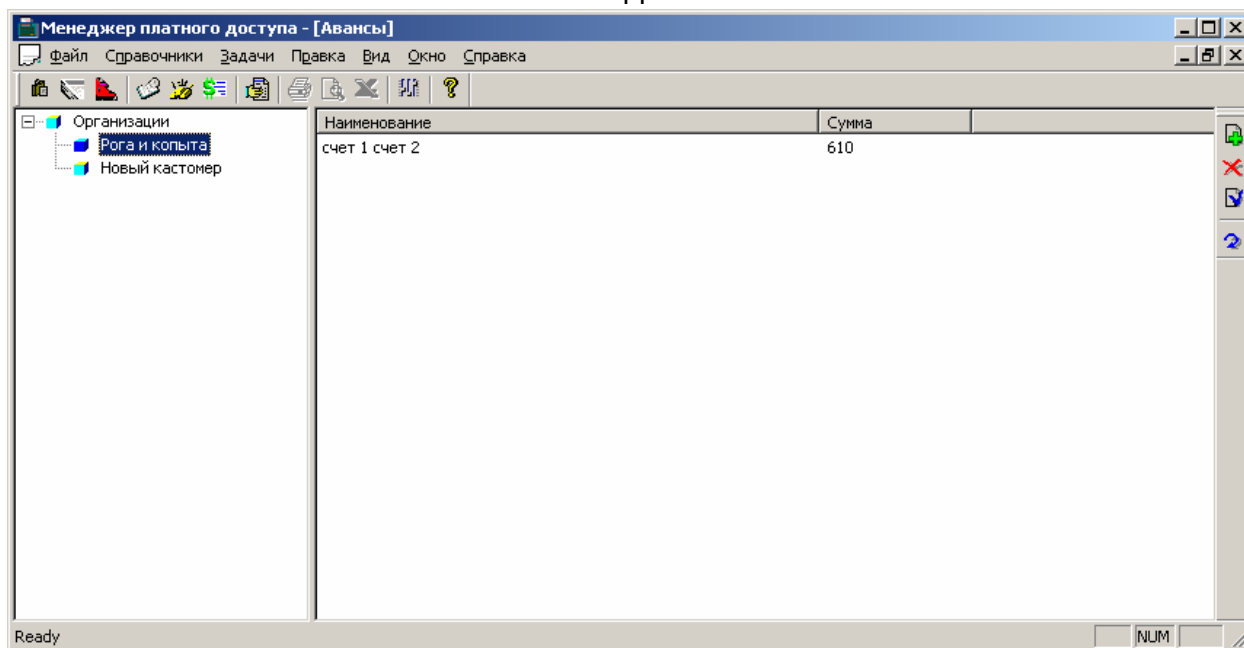 Менеджер платного доступа - [Авансы]
Файл Справочники Задачи Правка Вид Окно Справка
Организации
Рога и копыта
Новый кастомер
Наименование Сумма
счет 1 счет 2 610
Ready NUM